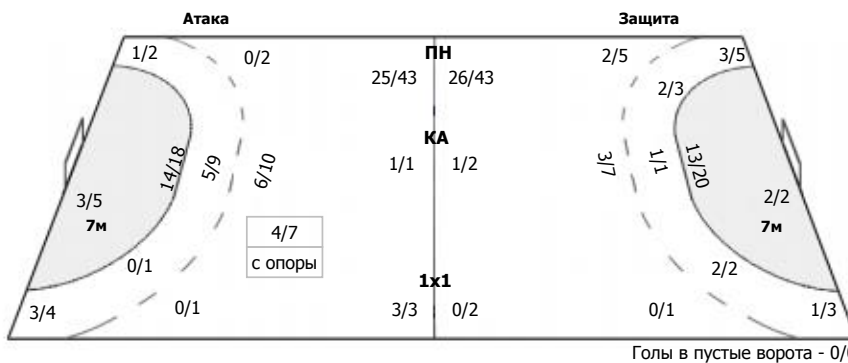 Атака Защита
1/2 0/2 ПН 2/5 3/5
25/43 26/43 2/3
14/18 5/9 6/10 КА 3/7 1/1 13/20
1/1 1/2
3/5 2/2
7м 4/7 7м
с опоры
0/1 2/2
1х1
3/4 0/1 3/3 0/2 0/1 1/3
Голы в пустые ворота - 0/